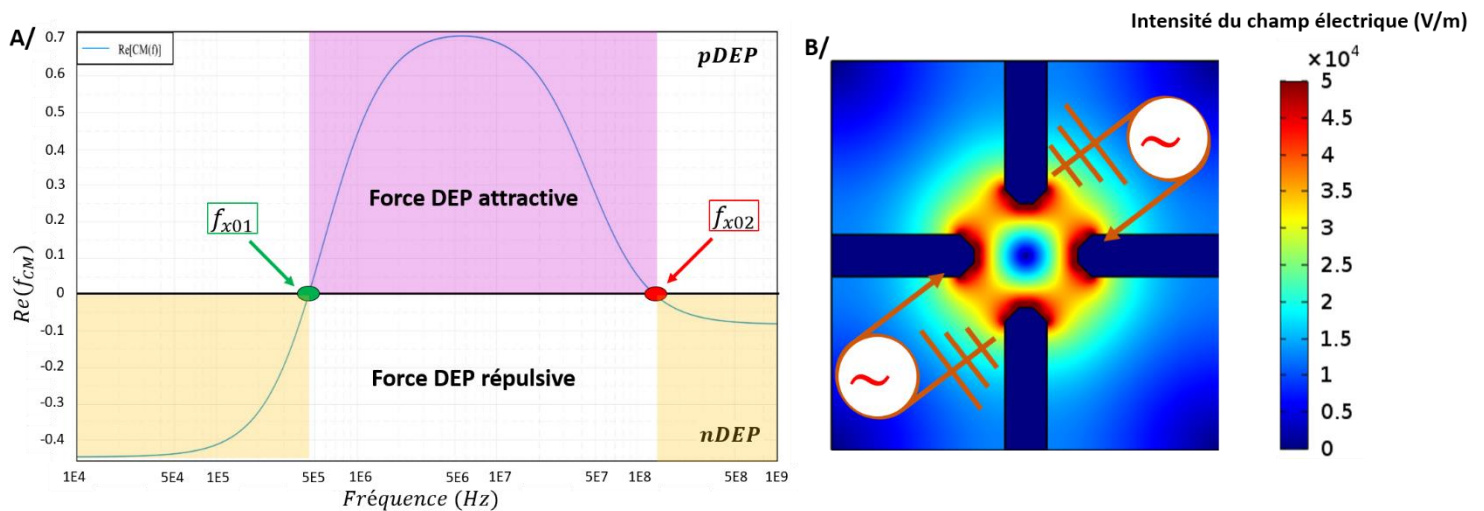 A/
Re[CM(f)]
pDEP
0.7
0.6
0.5
0.4
0.3
0.2
0.1
0
-0.1
-0.2
-0.3
-0.4
Re(f_CM)
Force DEP attractive
f_x01
f_x02
Force DEP répulsive
nDEP
1E4
5E4
1E5
5E5
1E6
5E6
1E7
5E7
1E8
5E8
1E9
Fréquence (Hz)
Intensité du champ électrique (V/m)
B/
×10⁴
5
4.5
4
3.5
3
2.5
2
1.5
1
0.5
0
~
~